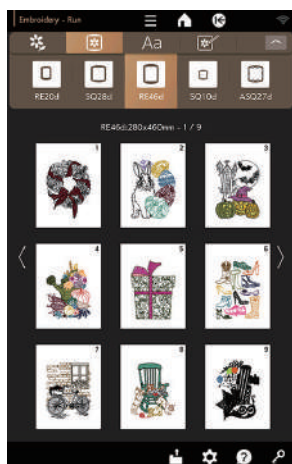 Embroidery - Run
Aa
RE20d SQ28d RE46d SQ10d ASQ27d
RE46d:280x460mm - 1 / 9
1 2 3
4 5 6
7 8 9
?